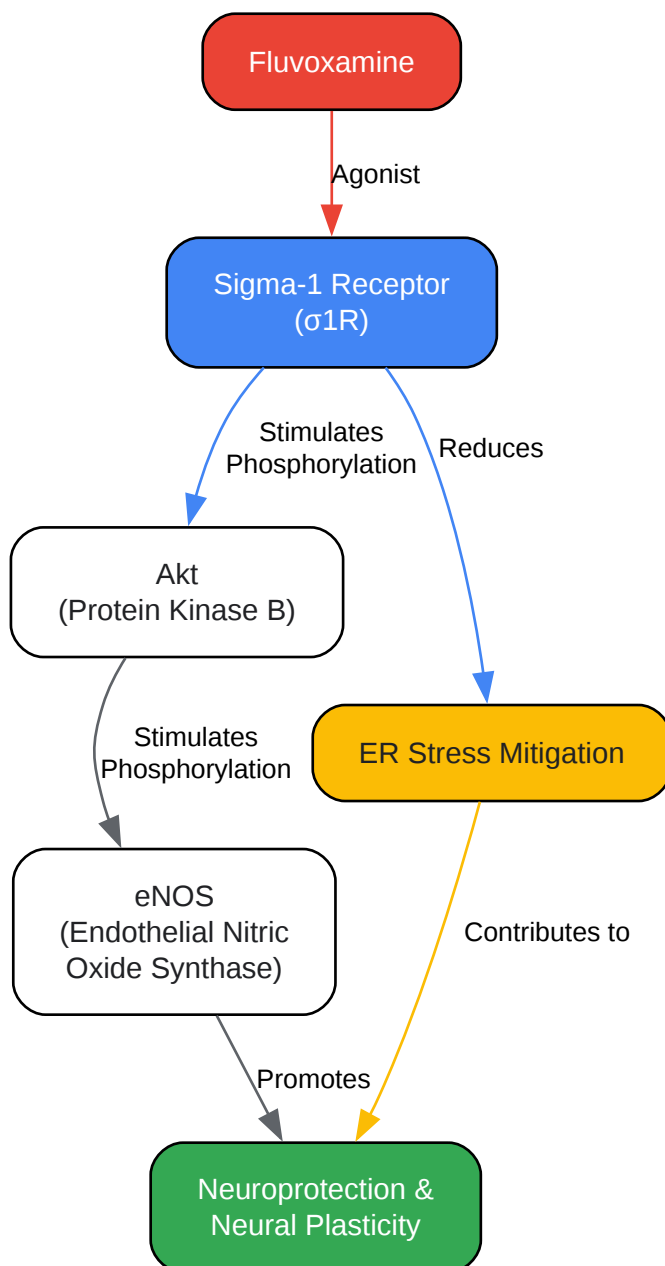 Fluvoxamine
Agonist
Sigma-1 Receptor
(σ1R)
Stimulates
Phosphorylation
Reduces
Akt
(Protein Kinase B)
Stimulates
Phosphorylation
ER Stress Mitigation
eNOS
(Endothelial Nitric
Oxide Synthase)
Contributes to
Promotes
Neuroprotection &
Neural Plasticity